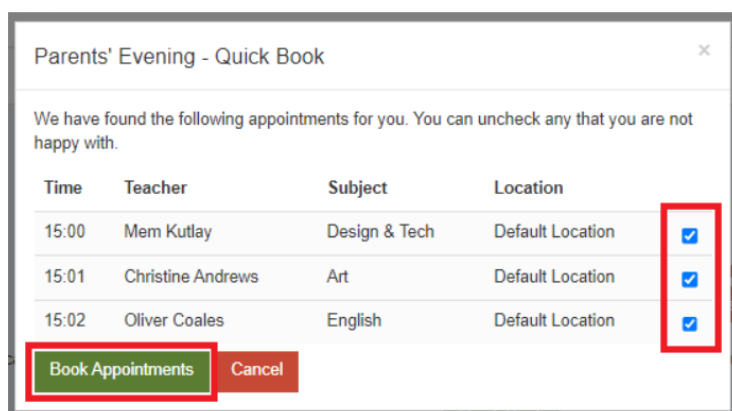 Parents' Evening - Quick Book ×
We have found the following appointments for you. You can uncheck any that you are not
happy with.
Time Teacher Subject Location
15:00 Mem Kutlay Design & Tech Default Location
15:01 Christine Andrews Art Default Location
15:02 Oliver Coales English Default Location
Book Appointments Cancel